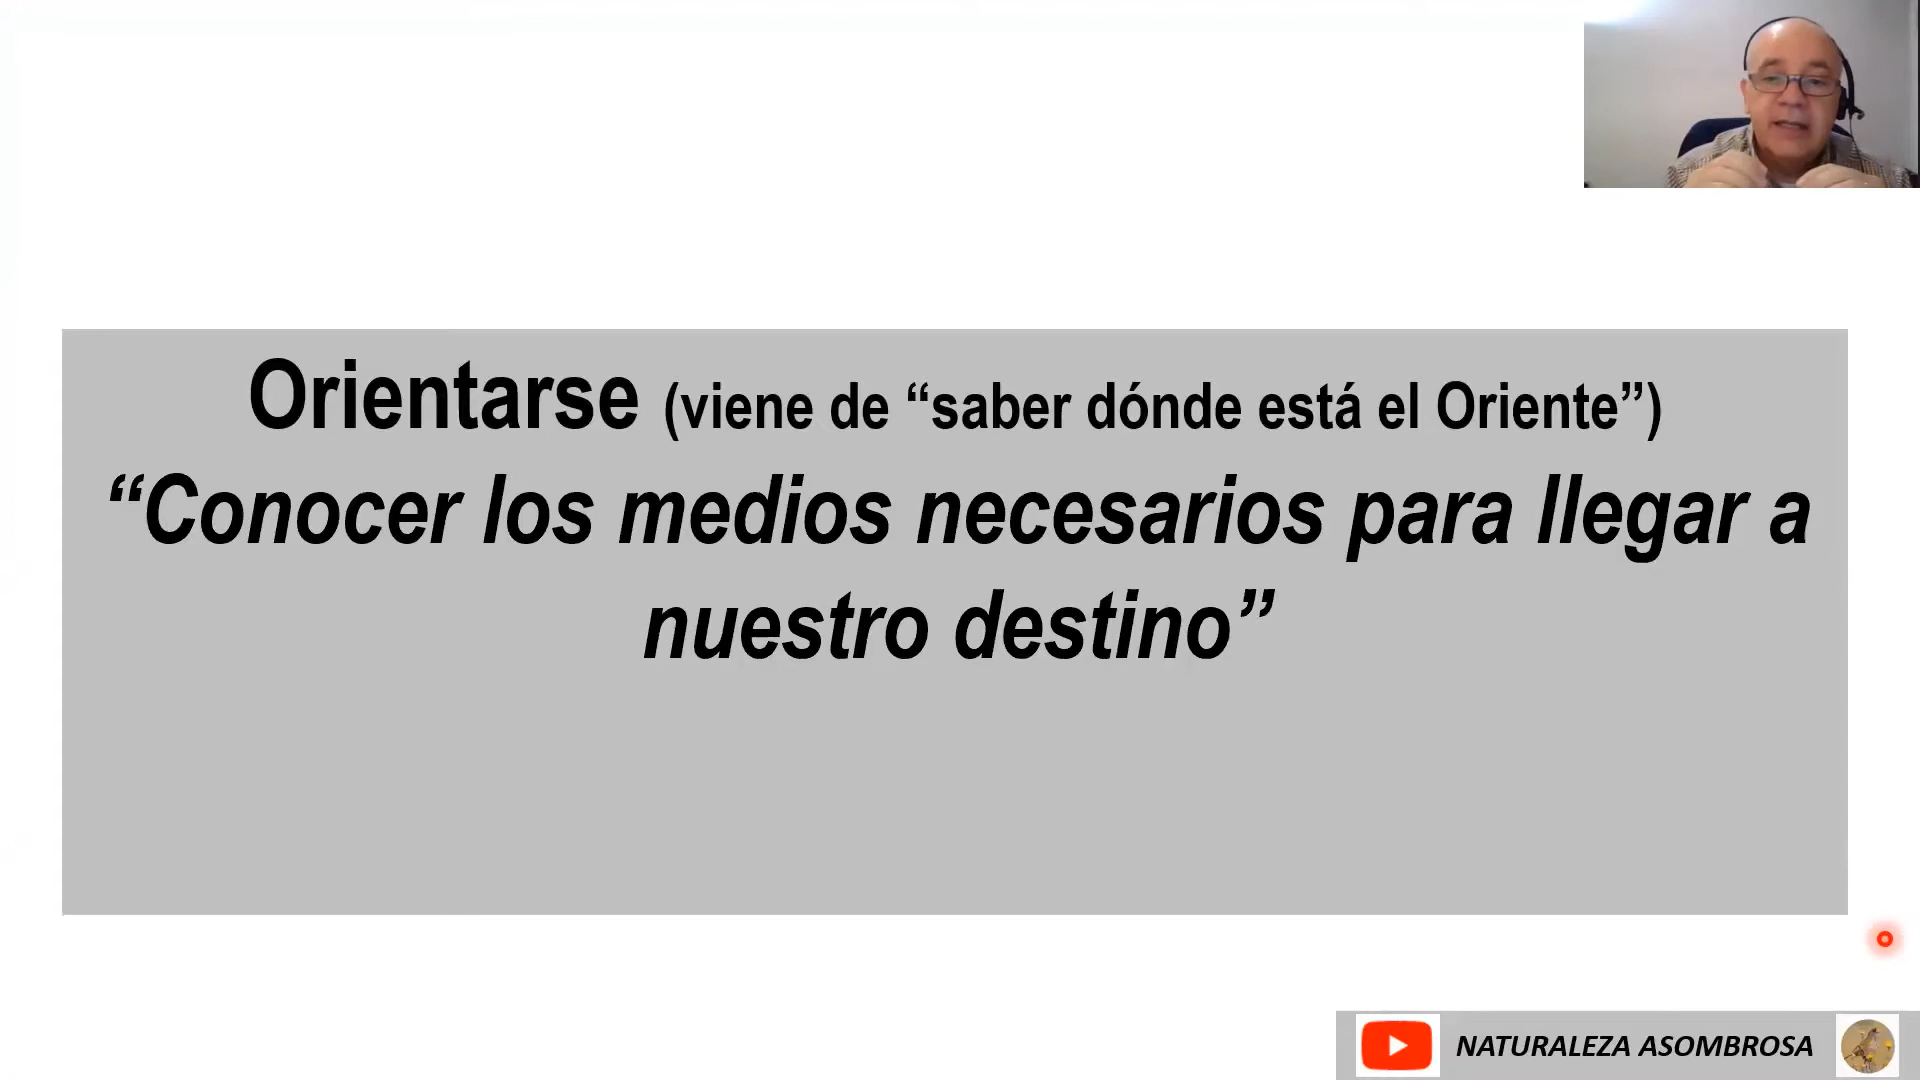 Orientarse (viene de “saber dónde está el Oriente”)
“Conocer los medios necesarios para llegar a
nuestro destino”
NATURALEZA ASOMBROSA